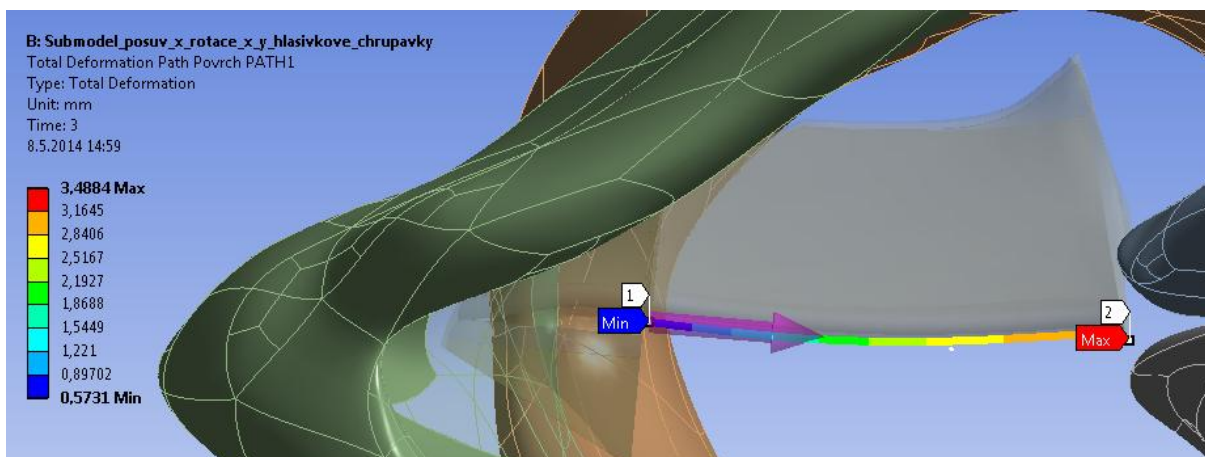 B: Submodel_posuv_x_rotace_x_y_hlasivkove_chrupavky
Total Deformation Path Povrch PATH1
Type: Total Deformation
Unit: mm
Time: 3
8.5.2014 14:59
3,4884 Max
3,1645
2,8406
2,5167
2,1927
1,8688
1,5449
1,221
0,89702
0,5731 Min
1
Min
2
Max